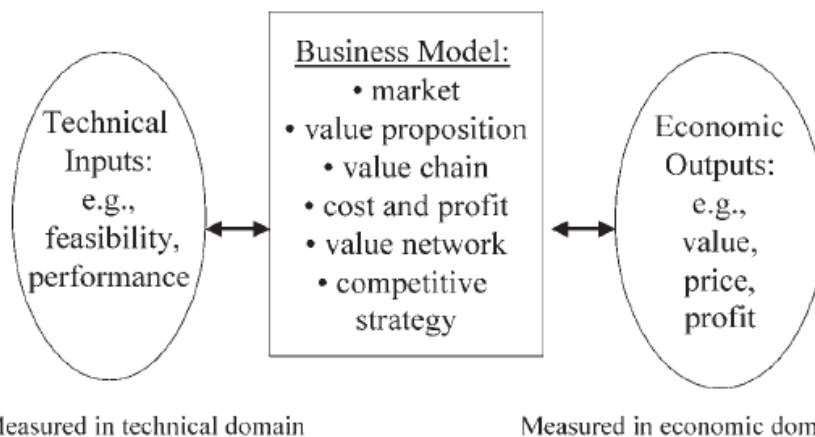 Technical
Inputs:
e.g.,
feasibility,
performance
Business Model:
• market
• value proposition
• value chain
• cost and profit
• value network
• competitive
strategy
Economic
Outputs:
e.g.,
value,
price,
profit
Measured in technical domain
Measured in economic dom